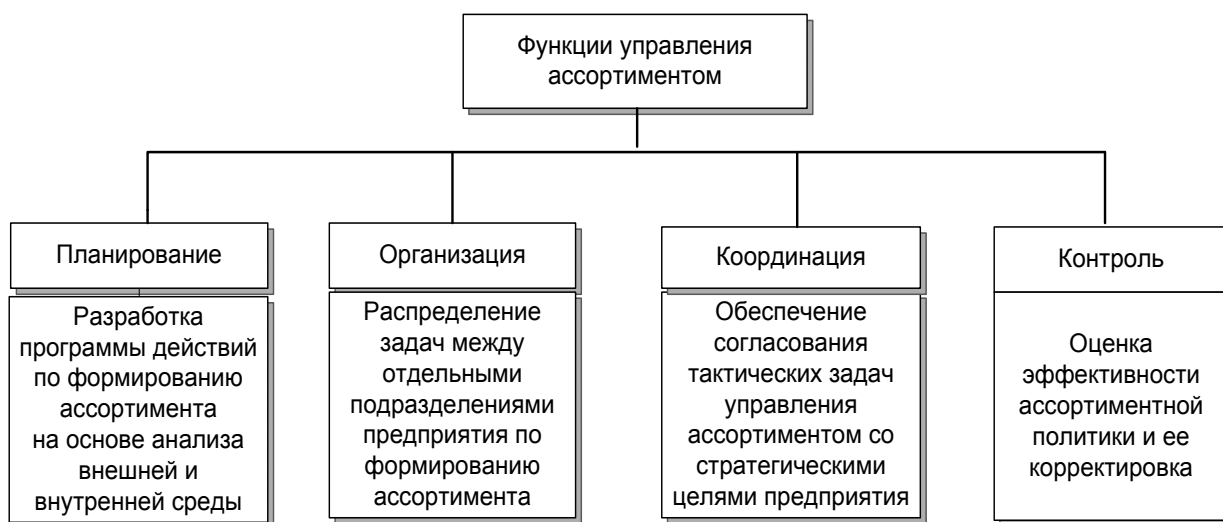 Функции управления
ассортиментом
Планирование
Разработка
программы действий
по формированию
ассортимента
на основе анализа
внешней и
внутренней среды
Организация
Распределение
задач между
отдельными
подразделениями
предприятия по
формированию
ассортимента
Координация
Обеспечение
согласования
тактических задач
управления
ассортиментом со
стратегическими
целями предприятия
Контроль
Оценка
эффективности
ассортиментной
политики и ее
корректировка